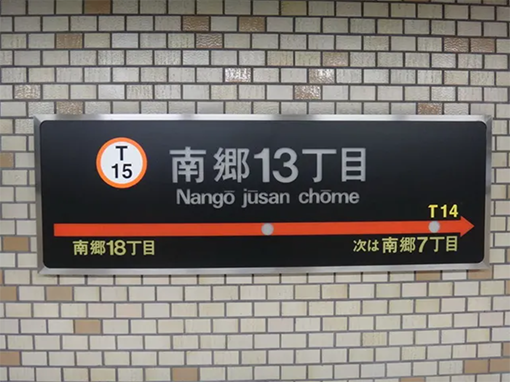 T
15
南郷13丁目
Nangō jūsan chōme
T14
南郷18丁目
次は 南郷7丁目